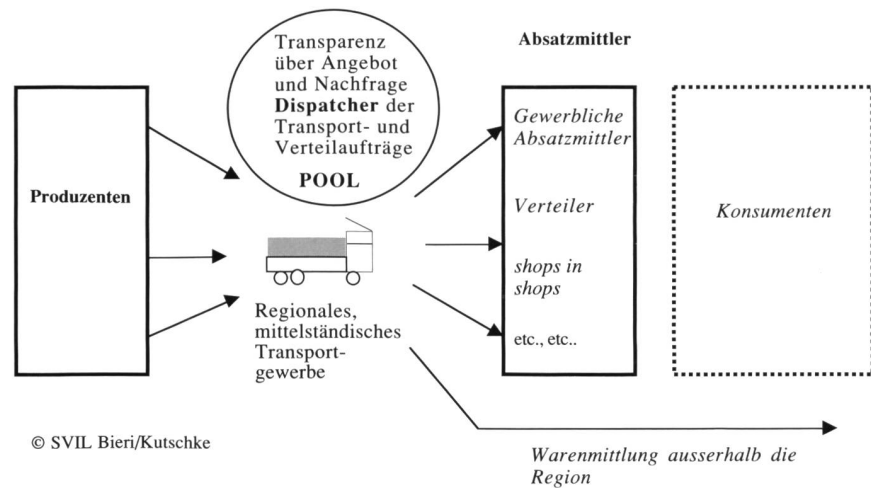 Transparenz
über Angebot
und Nachfrage
Dispatcher der
Transport- und
Verteilaufträge
POOL
Absatzmittler
Produzenten
Gewerbliche
Absatzmittler
Verteiler
shops in
shops
etc., etc..
Konsumenten
Regionales,
mittelständisches
Transport-
gewerbe
© SVIL Bieri/Kutschke
Warenmittlung ausserhalb die
Region